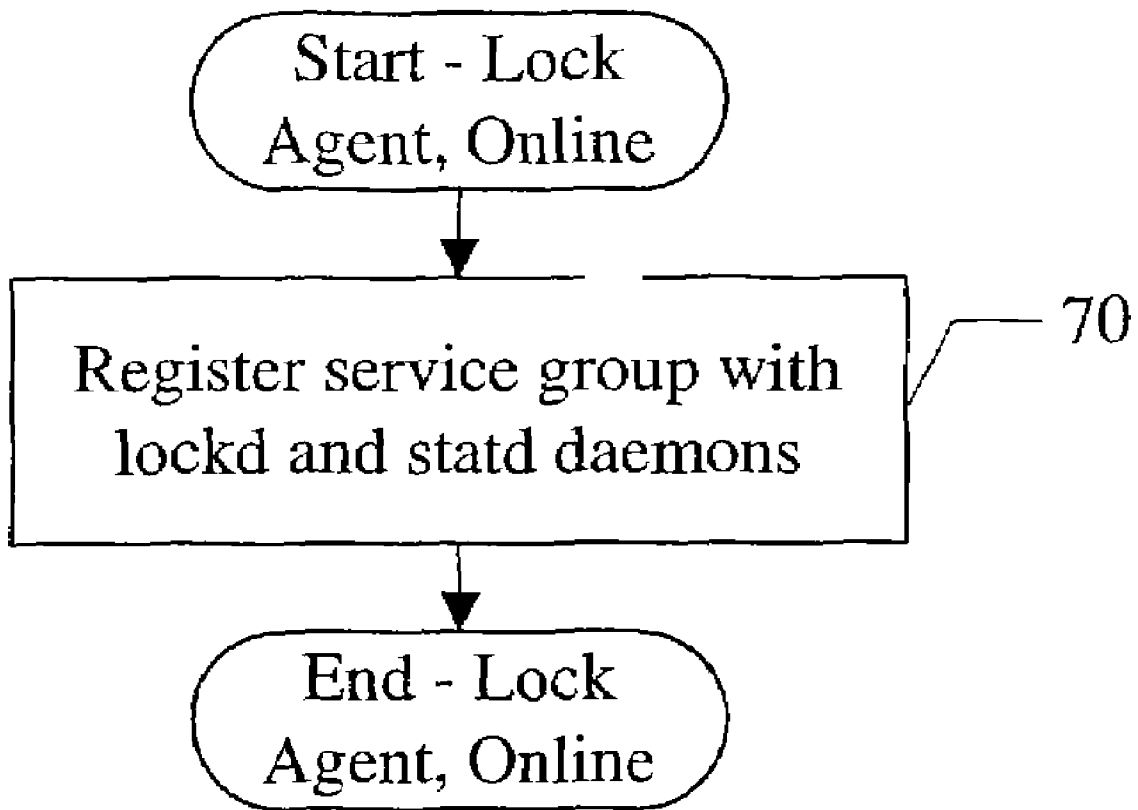 Start - Lock
Agent, Online
Register service group with
lockd and statd daemons
70
End - Lock
Agent, Online